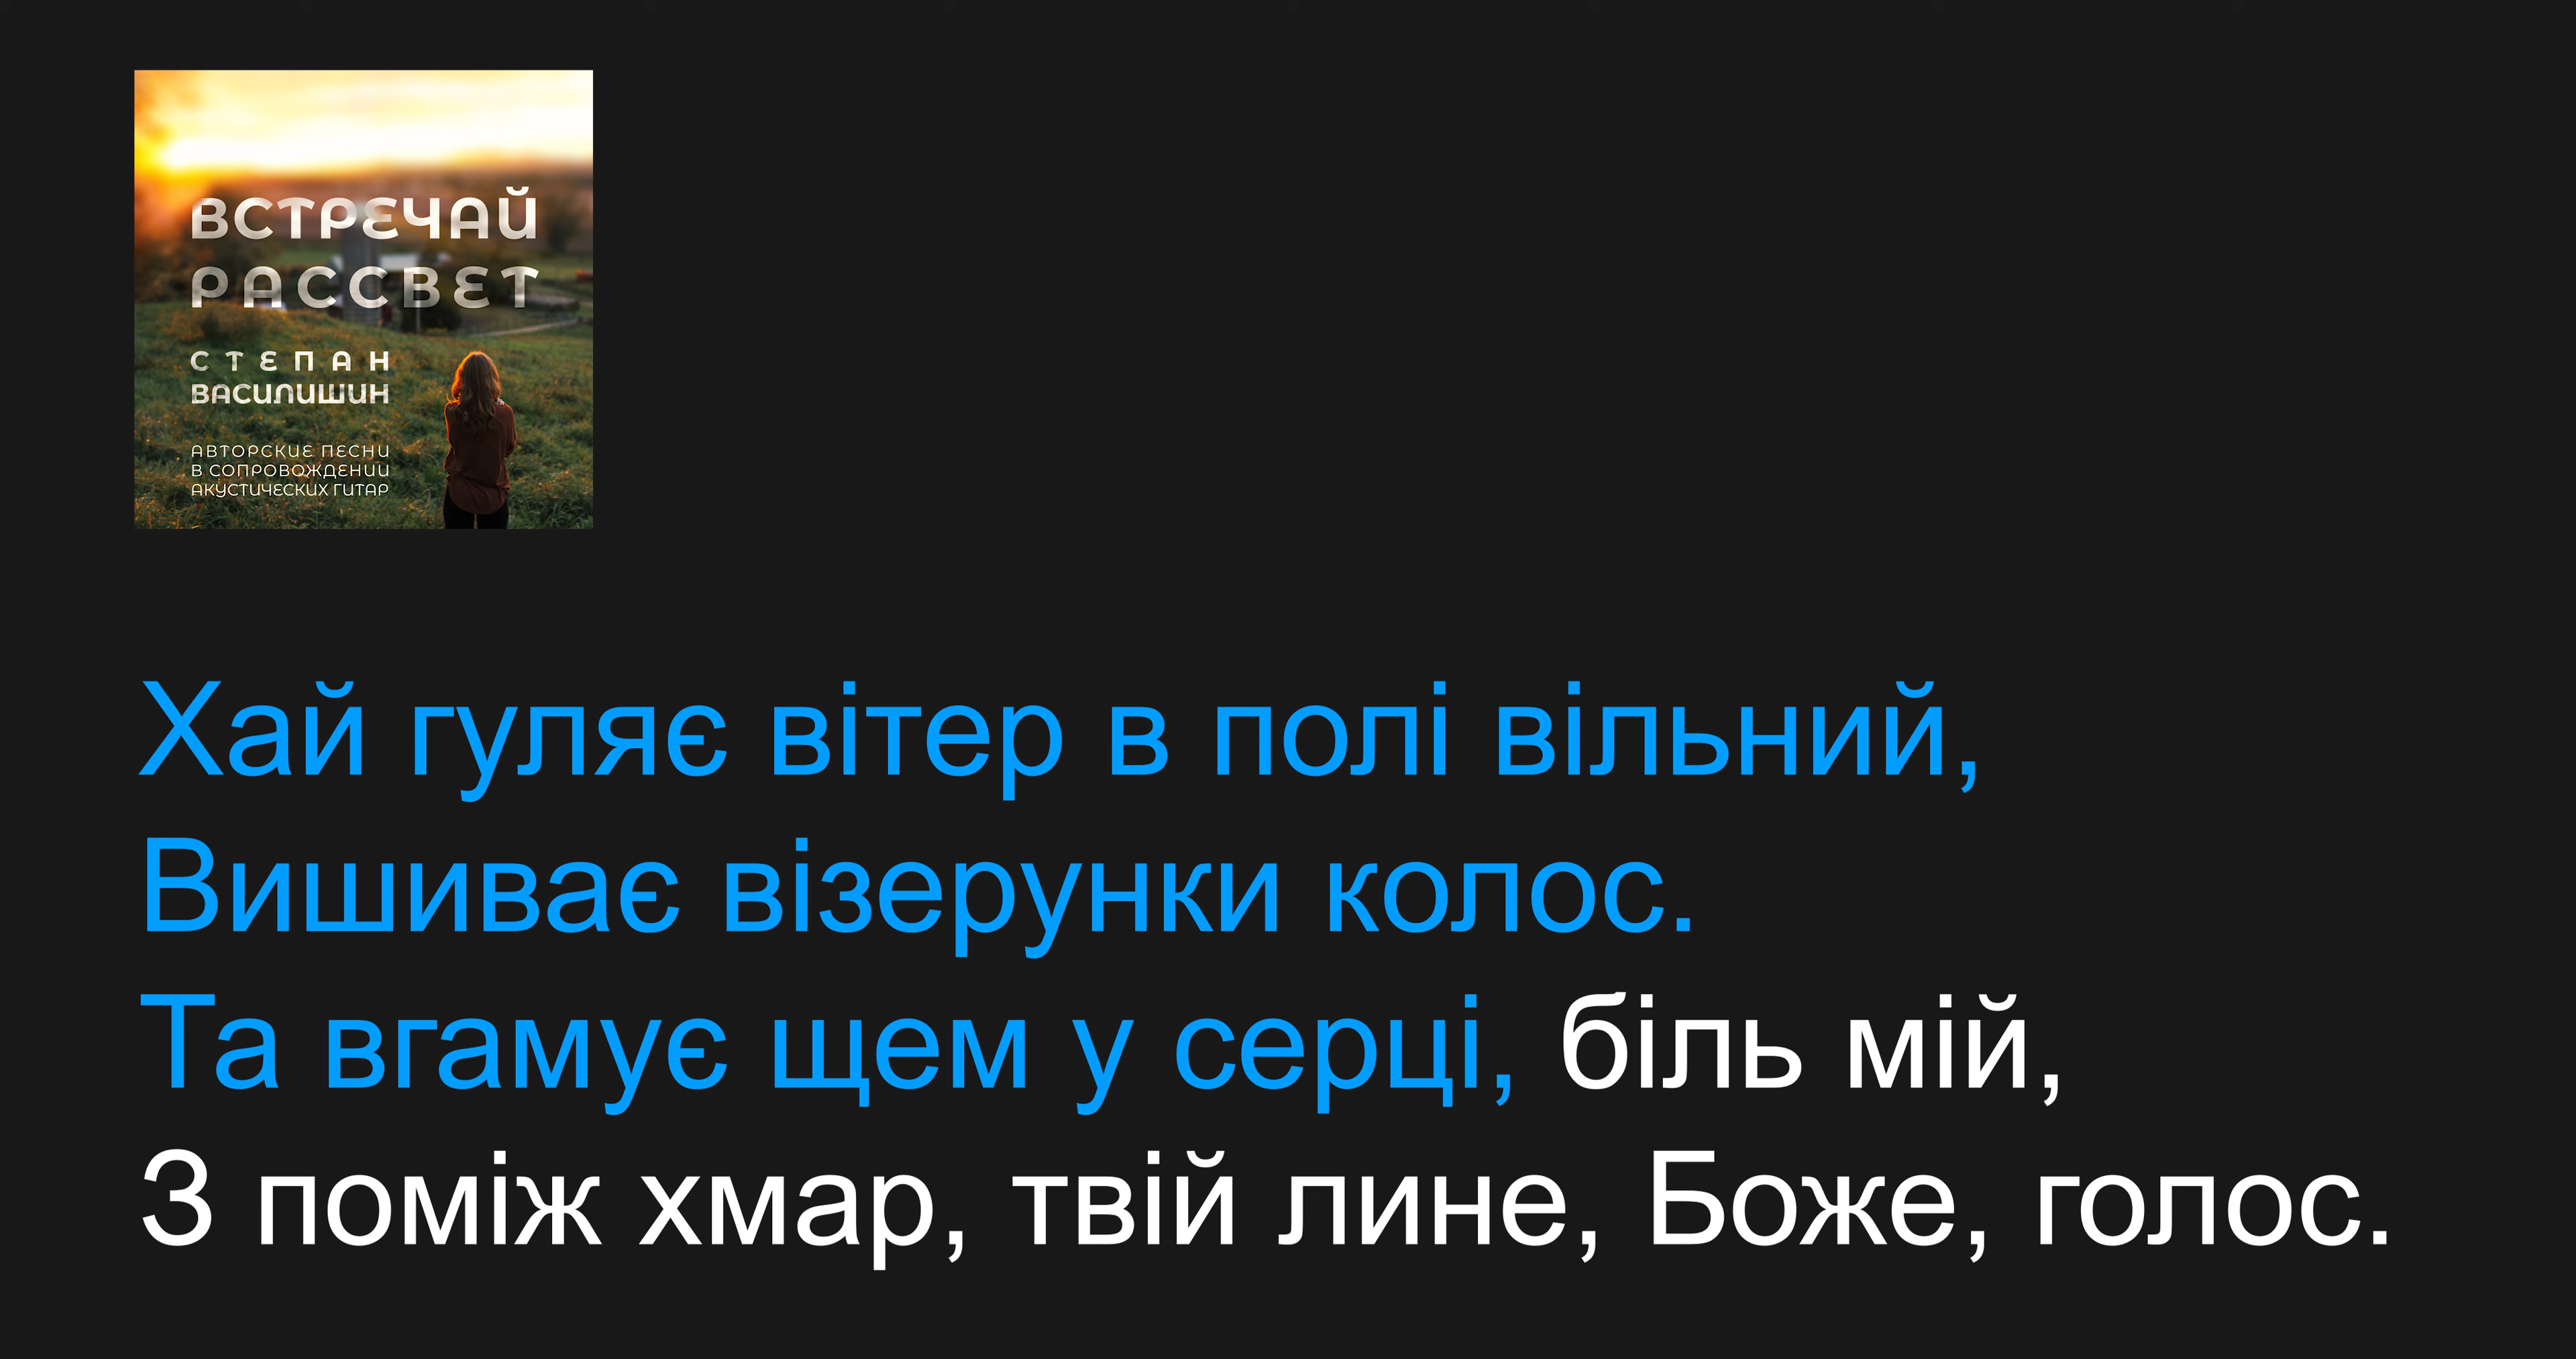 ВСТРЕЧАЙ
РАССВЕТ
СТЕПАН
ВАСИЛИШИН
АВТОРСКИЕ ПЕСНИ
В СОПРОВОЖДЕНИИ
АКУСТИЧЕСКИХ ГИТАР
Хай гуляє вітер в полі вільний,
Вишиває візерунки колос.
Та вгамує щем у серці, біль мій,
З поміж хмар, твій лине, Боже, голос.